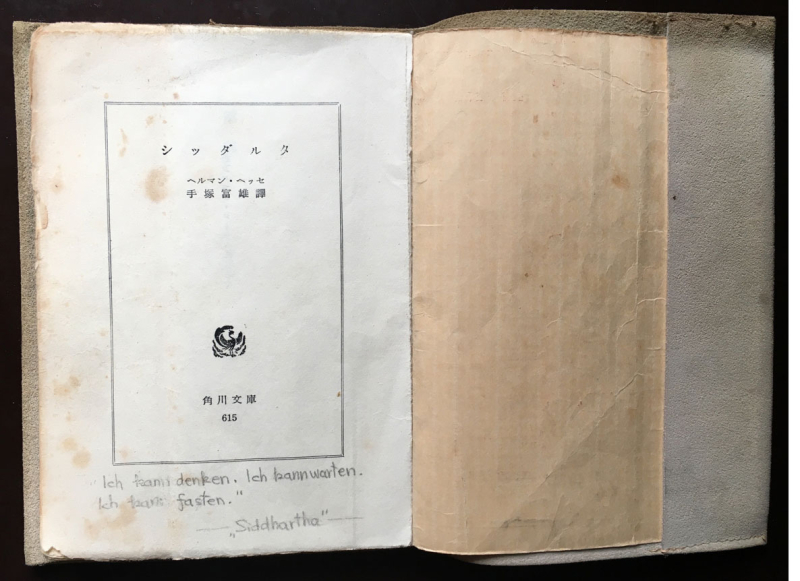 シッダルタ
ヘルマン・ヘッセ
手塚富雄譯
角川文庫
615
"Ich kann denken. Ich kann warten.
Ich kann fasten."
— „Siddhartha" —